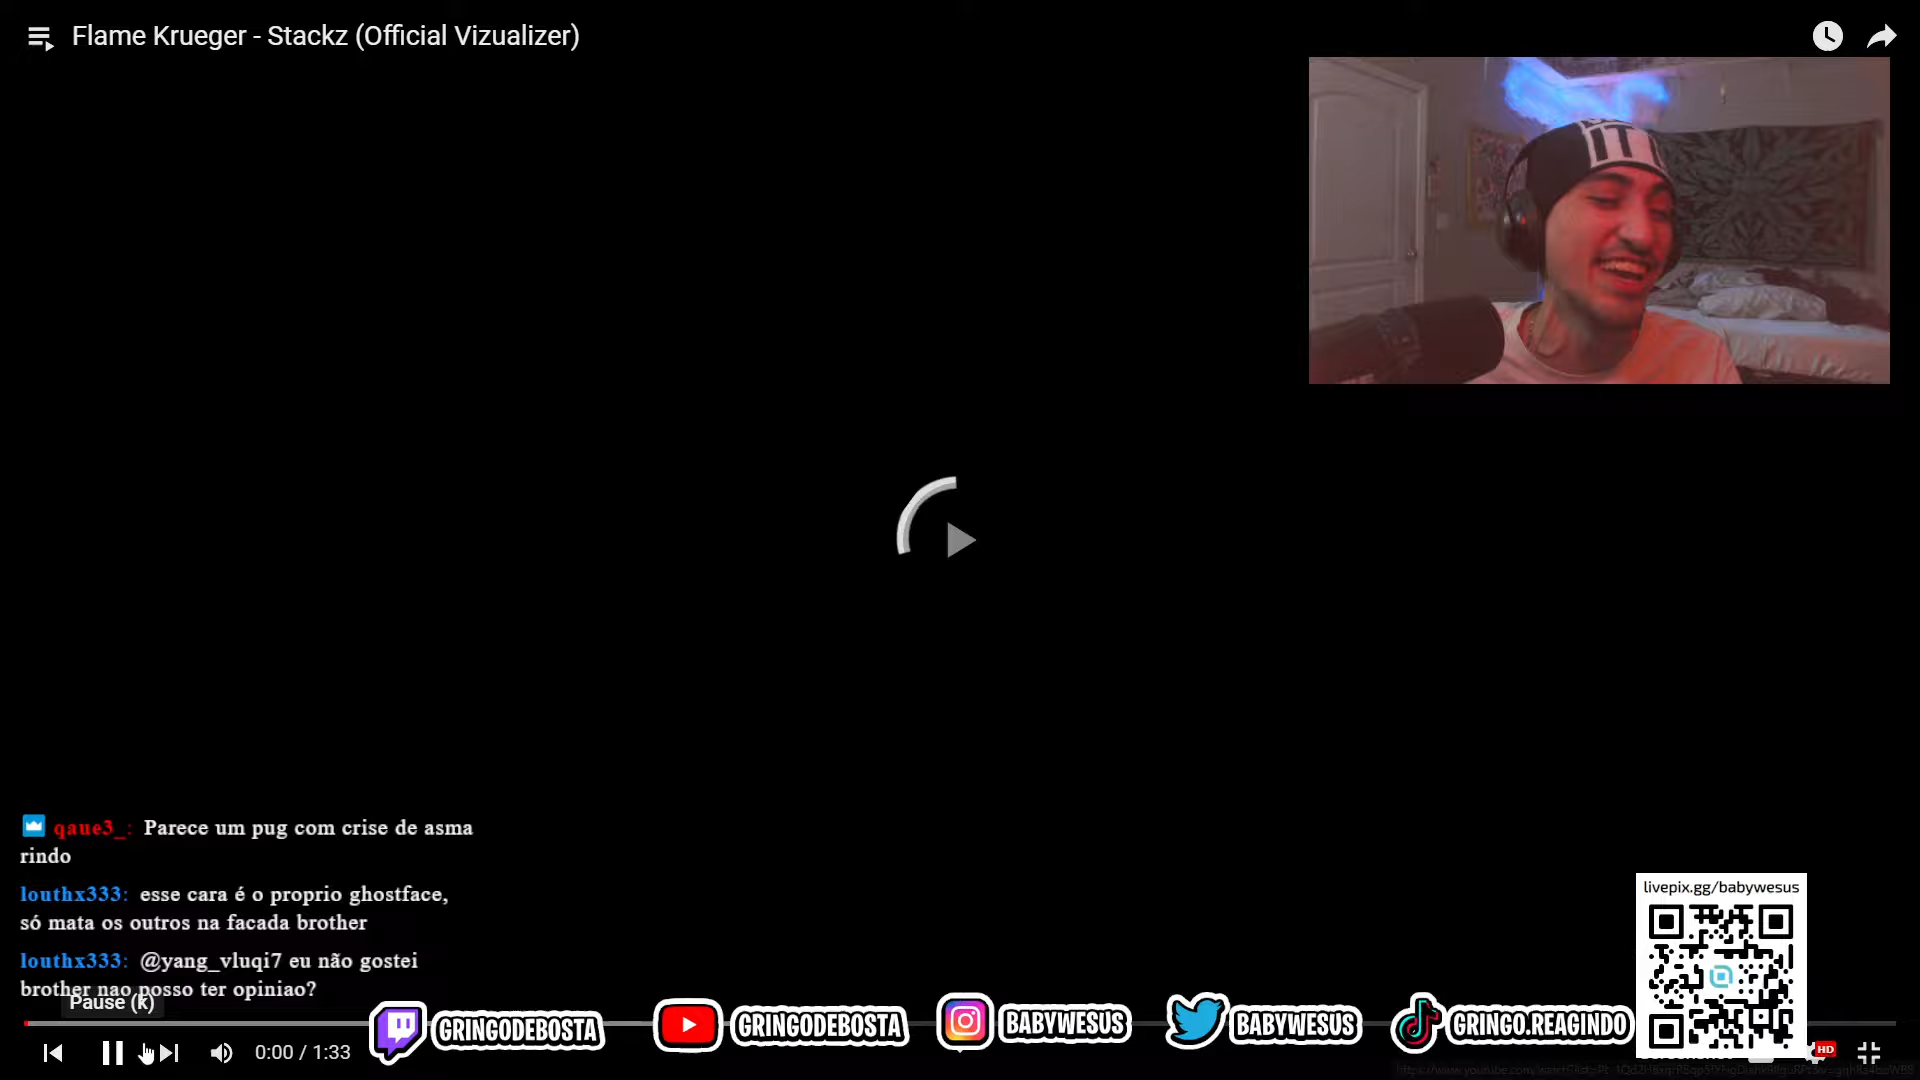 Flame Krueger - Stackz (Official Vizualizer)
IT
qaue3_: Parece um pug com crise de asma
rindo
louthx333: esse cara é o proprio ghostface,
só mata os outros na facada brother
louthx333: @yang_vluqi7 eu não gostei
brother nao posso ter opiniao?
Pause (k)
livepix.gg/babywesus
GRINGODEBOSTA
GRINGODEBOSTA
BABYWESUS
BABYWESUS
GRINGO.REAGINDO
0:00 / 1:33
HD